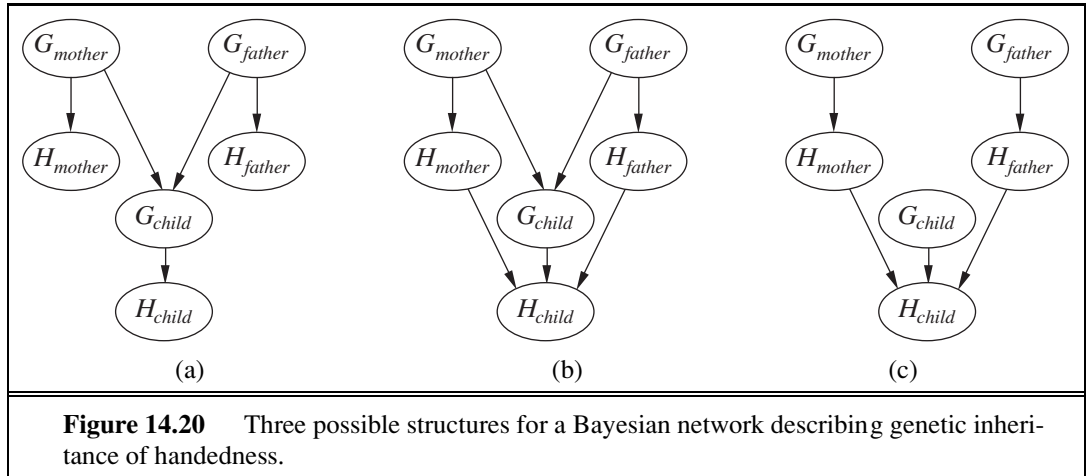 G_mother G_father G_mother G_father G_mother G_father
H_mother H_father H_mother H_father H_mother H_father
G_child G_child G_child
H_child H_child H_child
(a) (b) (c)
Figure 14.20 Three possible structures for a Bayesian network describing genetic inheri-
tance of handedness.